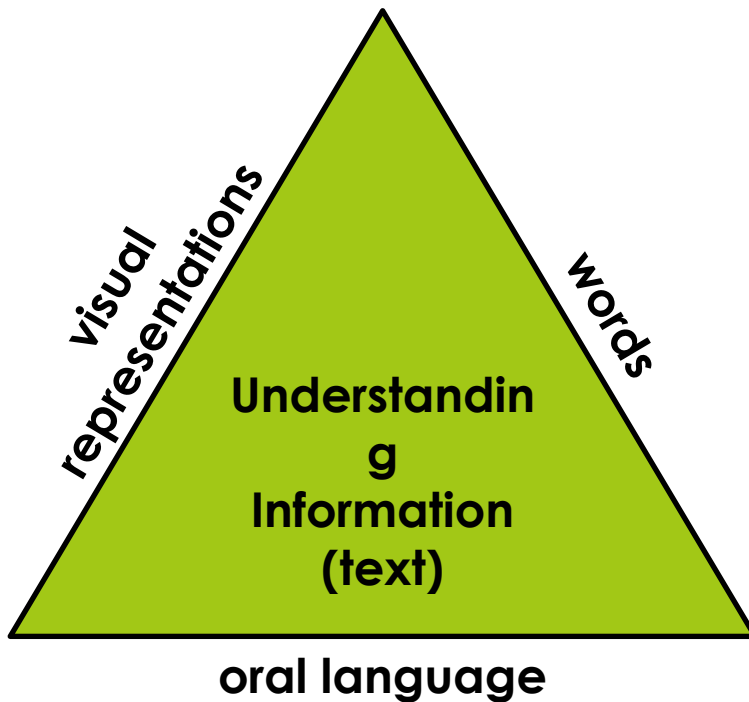 visual
representations
words
Understandin
g
Information
(text)
oral language